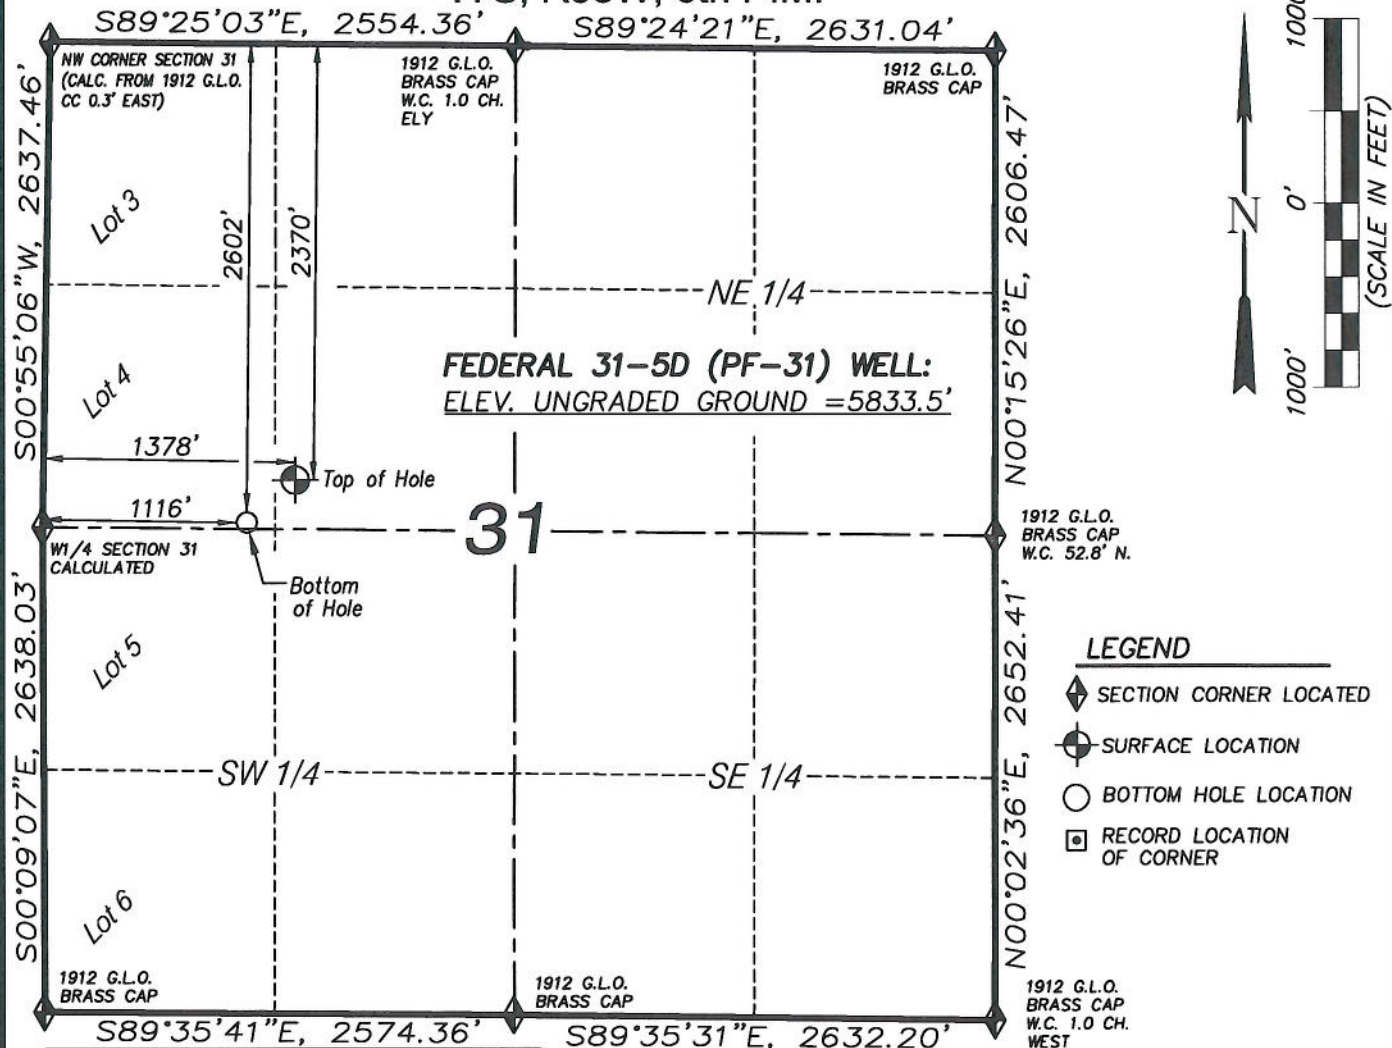 S89°25'03"E, 2554.36'
S89°24'21"E, 2631.04'
NW CORNER SECTION 31
(CALC. FROM 1912 G.L.O.
CC 0.3' EAST)
1912 G.L.O.
BRASS CAP
W.C. 1.0 CH.
ELY
1912 G.L.O.
BRASS CAP
S00°55'06"W, 2637.46'
Lot 3
2602'
2370'
N00°15'26"E, 2606.47'
NE 1/4
Lot 4
FEDERAL 31-5D (PF-31) WELL:
ELEV. UNGRADED GROUND =5833.5'
1378'
Top of Hole
1116'
31
W1/4 SECTION 31
CALCULATED
1912 G.L.O.
BRASS CAP
W.C. 52.8' N.
Bottom
of Hole
S00°09'07"E, 2638.03'
Lot 5
N00°02'36"E, 2652.41'
SW 1/4
SE 1/4
Lot 6
1912 G.L.O.
BRASS CAP
1912 G.L.O.
BRASS CAP
1912 G.L.O.
BRASS CAP
W.C. 1.0 CH.
WEST
S89°35'41"E, 2574.36'
S89°35'31"E, 2632.20'
N
1000'
0'
1000'
(SCALE IN FEET)
LEGEND
SECTION CORNER LOCATED
SURFACE LOCATION
BOTTOM HOLE LOCATION
RECORD LOCATION
OF CORNER